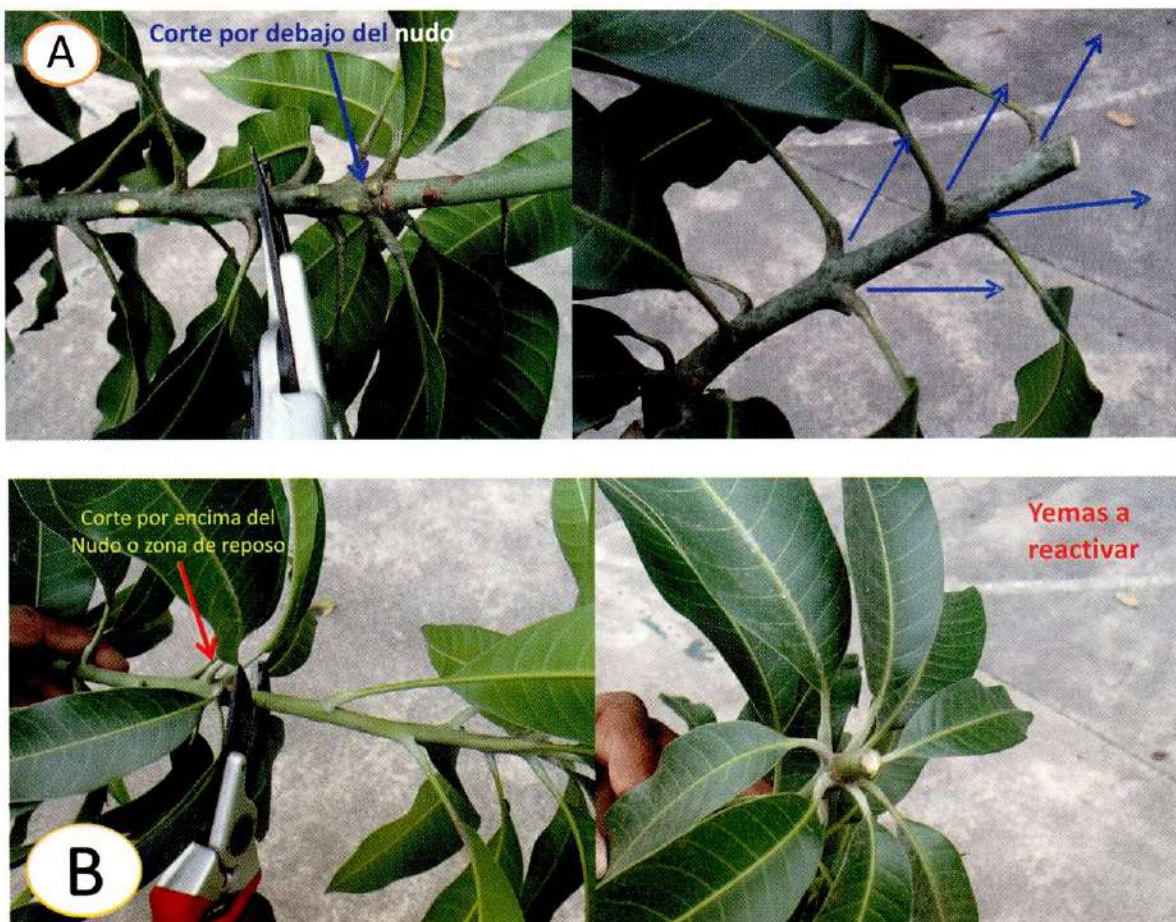 A
Corte por debajo del nudo
B
Corte por encima del
Nudo o zona de reposo
Yemas a
reactivar